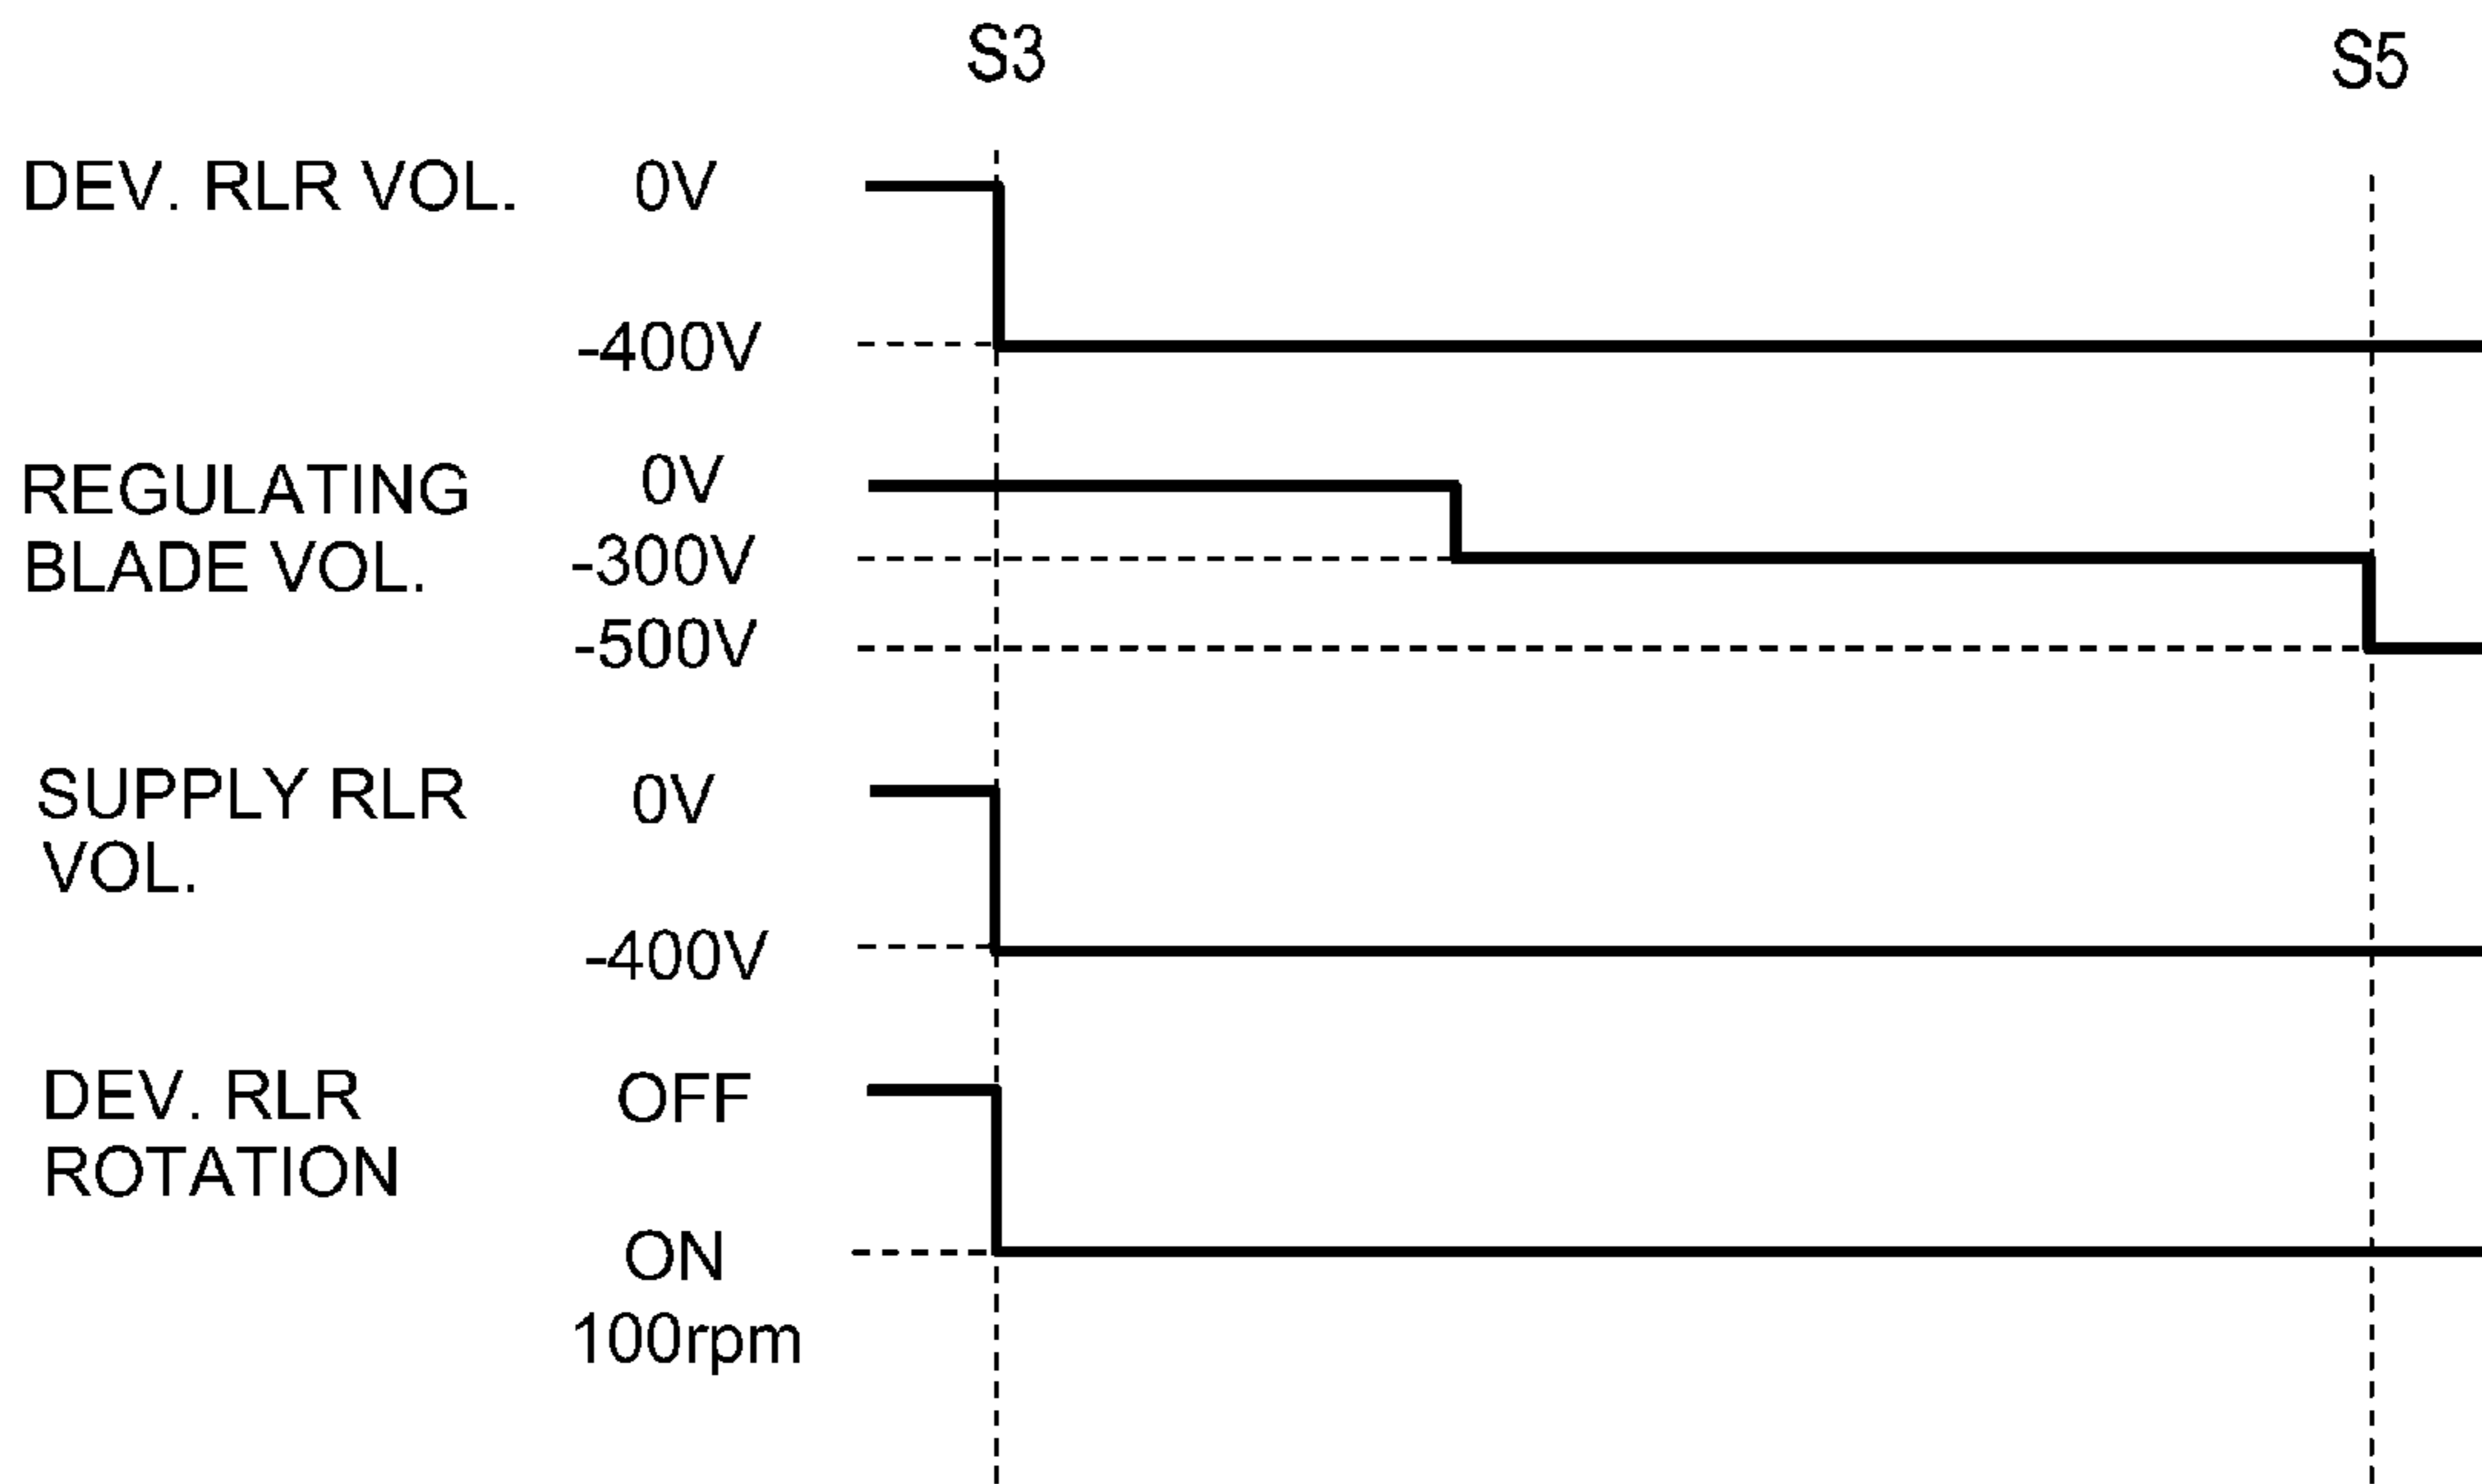 S3
S5
DEV. RLR VOL.
0V
-400V
REGULATING
BLADE VOL.
0V
-300V
-500V
SUPPLY RLR
VOL.
0V
-400V
DEV. RLR
ROTATION
OFF
ON
100rpm